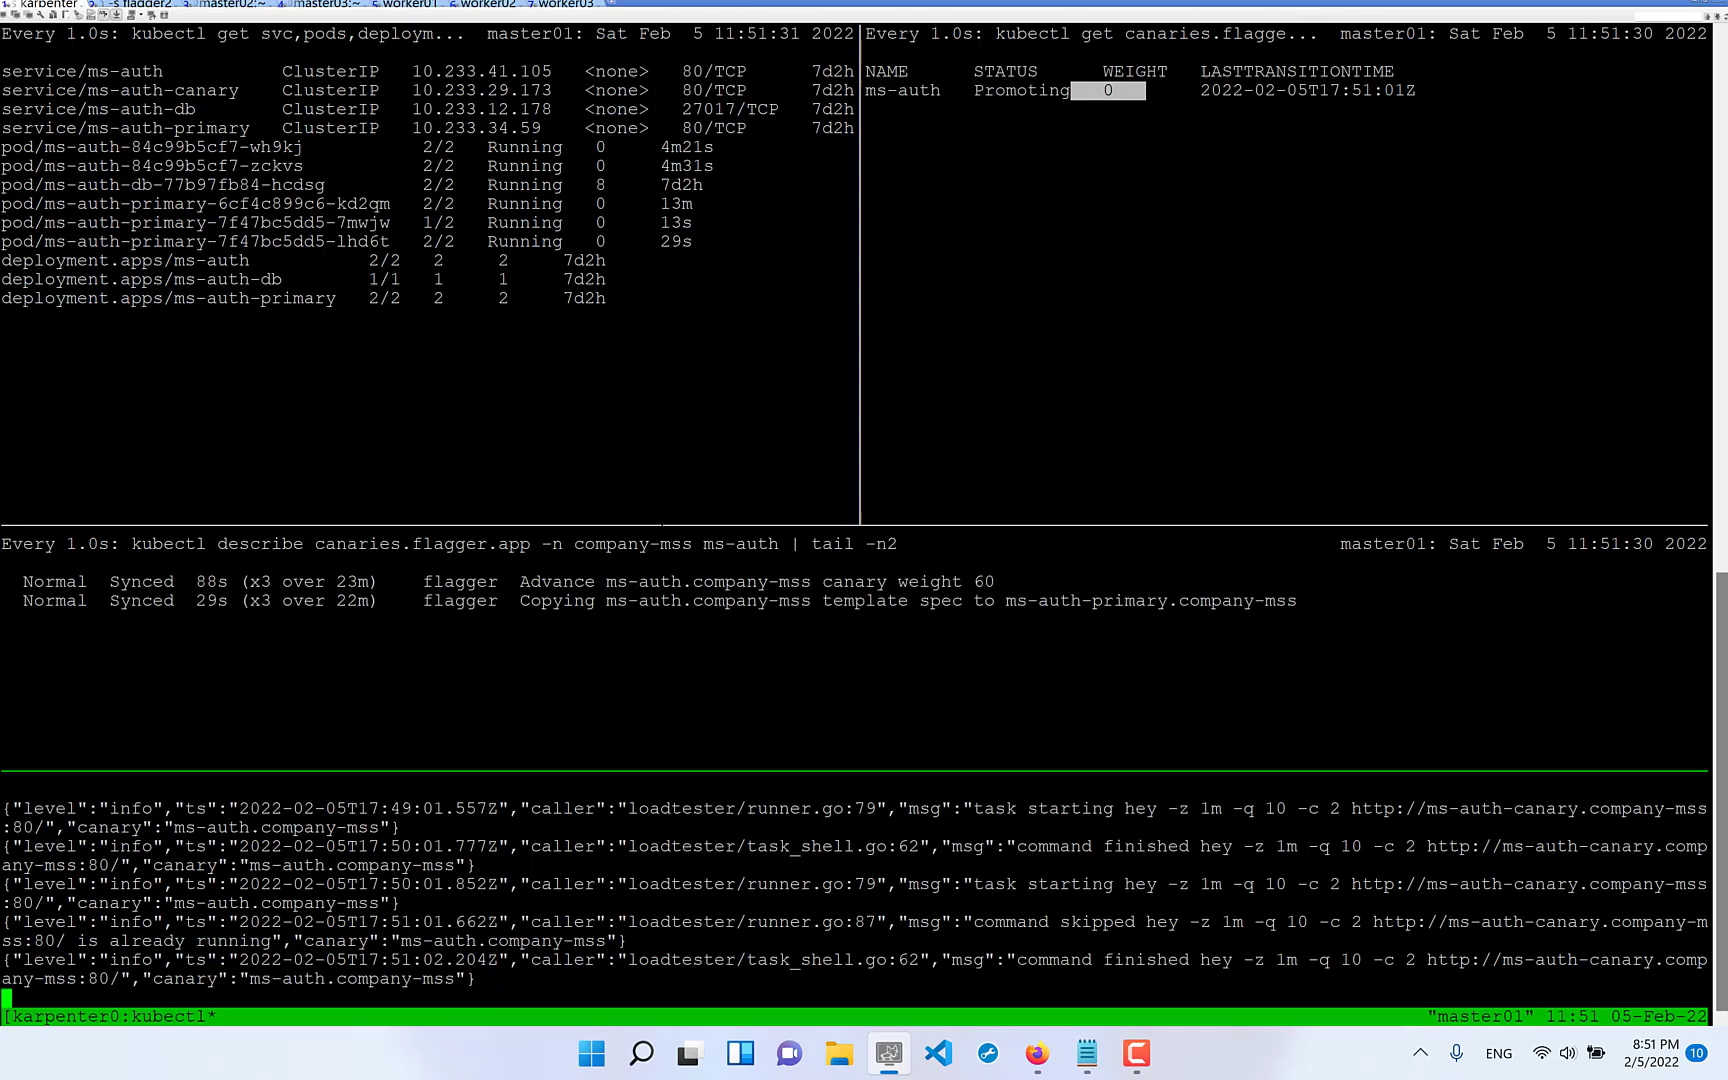 karpenter -s flagger2 3 master02:~ 4 master03:~ 5 worker01 6 worker02 7 worker03
Every 1.0s: kubectl get svc,pods,deploym... master01: Sat Feb 5 11:51:31 2022
service/ms-auth ClusterIP 10.233.41.105 <none> 80/TCP 7d2h
service/ms-auth-canary ClusterIP 10.233.29.173 <none> 80/TCP 7d2h
service/ms-auth-db ClusterIP 10.233.12.178 <none> 27017/TCP 7d2h
service/ms-auth-primary ClusterIP 10.233.34.59 <none> 80/TCP 7d2h
pod/ms-auth-84c99b5cf7-wh9kj 2/2 Running 0 4m21s
pod/ms-auth-84c99b5cf7-zckvs 2/2 Running 0 4m31s
pod/ms-auth-db-77b97fb84-hcdsg 2/2 Running 8 7d2h
pod/ms-auth-primary-6cf4c899c6-kd2qm 2/2 Running 0 13m
pod/ms-auth-primary-7f47bc5dd5-7mwjw 1/2 Running 0 13s
pod/ms-auth-primary-7f47bc5dd5-lhd6t 2/2 Running 0 29s
deployment.apps/ms-auth 2/2 2 2 7d2h
deployment.apps/ms-auth-db 1/1 1 1 7d2h
deployment.apps/ms-auth-primary 2/2 2 2 7d2h
Every 1.0s: kubectl get canaries.flagge... master01: Sat Feb 5 11:51:30 2022
NAME STATUS WEIGHT LASTTRANSITIONTIME
ms-auth Promoting 0 2022-02-05T17:51:01Z
Every 1.0s: kubectl describe canaries.flagger.app -n company-mss ms-auth | tail -n2 master01: Sat Feb 5 11:51:30 2022
Normal Synced 88s (x3 over 23m) flagger Advance ms-auth.company-mss canary weight 60
Normal Synced 29s (x3 over 22m) flagger Copying ms-auth.company-mss template spec to ms-auth-primary.company-mss
{"level":"info","ts":"2022-02-05T17:49:01.557Z","caller":"loadtester/runner.go:79","msg":"task starting hey -z 1m -q 10 -c 2 http://ms-auth-canary.company-mss
:80/","canary":"ms-auth.company-mss"}
{"level":"info","ts":"2022-02-05T17:50:01.777Z","caller":"loadtester/task_shell.go:62","msg":"command finished hey -z 1m -q 10 -c 2 http://ms-auth-canary.comp
any-mss:80/","canary":"ms-auth.company-mss"}
{"level":"info","ts":"2022-02-05T17:50:01.852Z","caller":"loadtester/runner.go:79","msg":"task starting hey -z 1m -q 10 -c 2 http://ms-auth-canary.company-mss
:80/","canary":"ms-auth.company-mss"}
{"level":"info","ts":"2022-02-05T17:51:01.662Z","caller":"loadtester/runner.go:87","msg":"command skipped hey -z 1m -q 10 -c 2 http://ms-auth-canary.company-m
ss:80/ is already running","canary":"ms-auth.company-mss"}
{"level":"info","ts":"2022-02-05T17:51:02.204Z","caller":"loadtester/task_shell.go:62","msg":"command finished hey -z 1m -q 10 -c 2 http://ms-auth-canary.comp
any-mss:80/","canary":"ms-auth.company-mss"}
[karpenter0:kubectl* "master01" 11:51 05-Feb-22
ENG
8:51 PM
2/5/2022
10